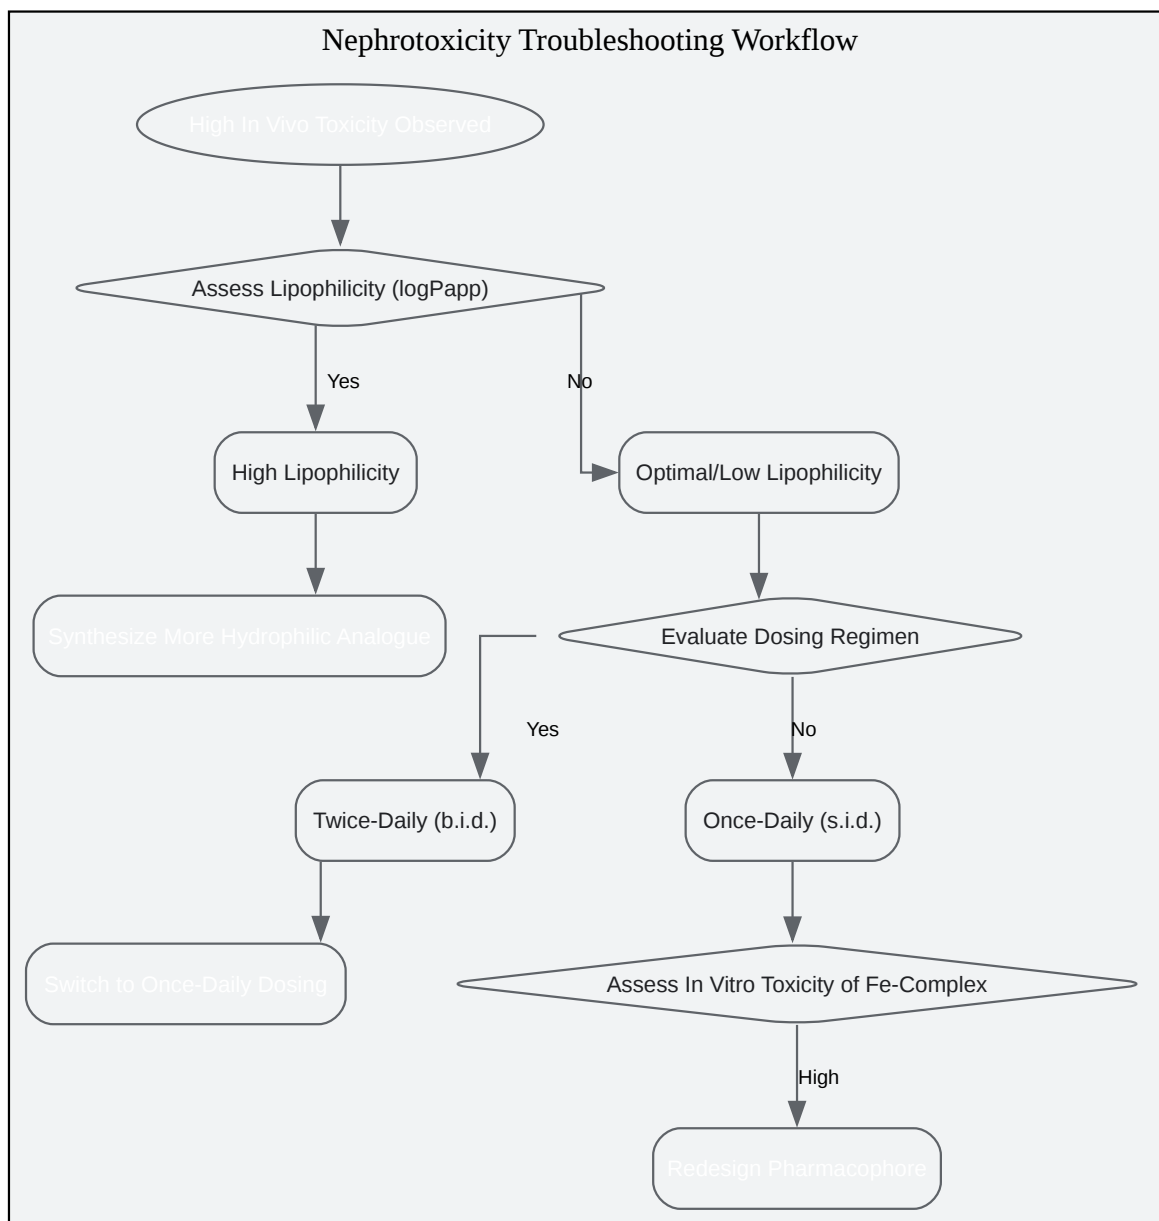 Nephrotoxicity Troubleshooting Workflow
High In Vivo Toxicity Observed
Assess Lipophilicity (logPapp)
Yes
No
High Lipophilicity
Optimal/Low Lipophilicity
Synthesize More Hydrophilic Analogue
Evaluate Dosing Regimen
Yes
No
Twice-Daily (b.i.d.)
Once-Daily (s.i.d.)
Switch to Once-Daily Dosing
Assess In Vitro Toxicity of Fe-Complex
High
Redesign Pharmacophore